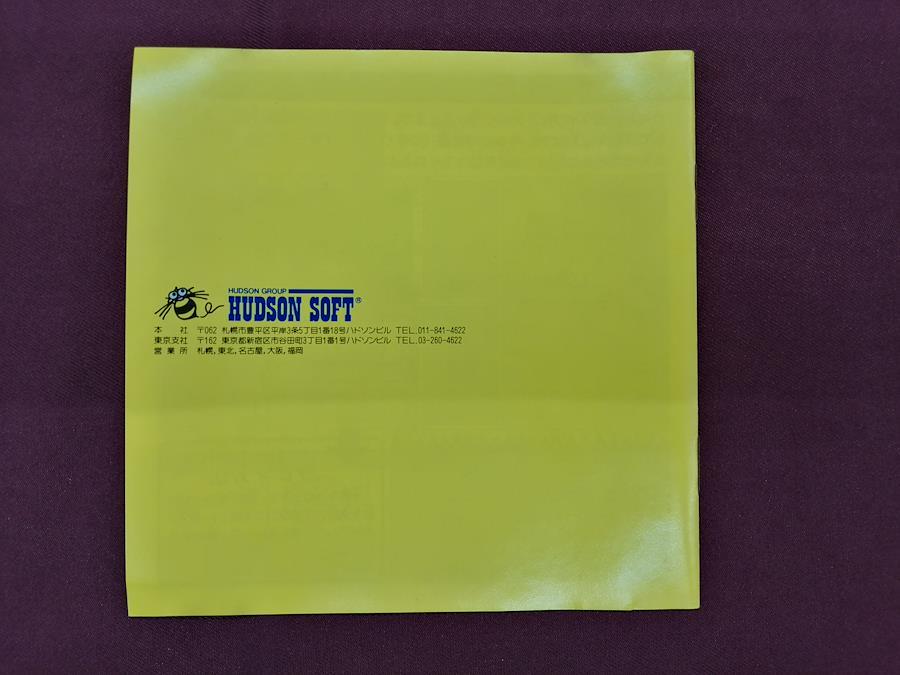 HUDSON GROUP
HUDSON SOFT®
本 社 〒062 札幌市豊平区平岸3条5丁目1番18号ハドソンビル TEL.011-841-4622
東京支社 〒162 東京都新宿区市谷田町3丁目1番1号ハドソンビル TEL.03-260-4622
営業所 札幌,東北,名古屋,大阪,福岡